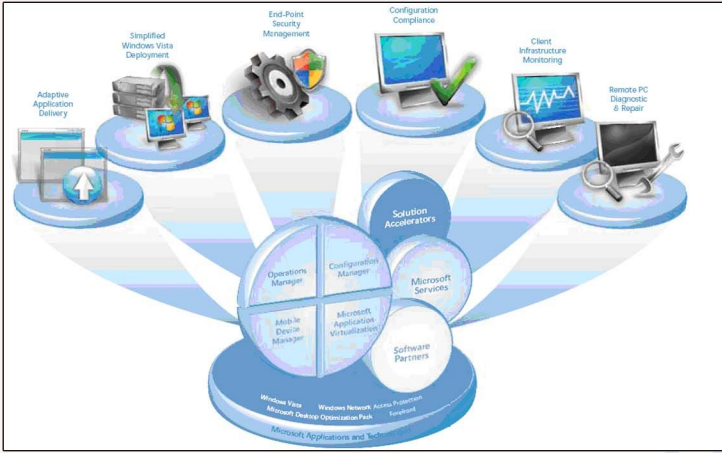 End-Point
Security
Management
Configuration
Compliance
Simplified
Windows Vista
Deployment
Client
Infrastructure
Monitoring
Adaptive
Application
Delivery
Remote PC
Diagnostic
& Repair
Solution
Accelerators
Operations
Manager
Configuration
Manager
Microsoft
Services
Mobile
Device
Manager
Microsoft
Application
Virtualization
Software
Partners
Windows Vista Windows Network Access Protection
Microsoft Desktop Optimization Pack Forefront
Microsoft Applications and